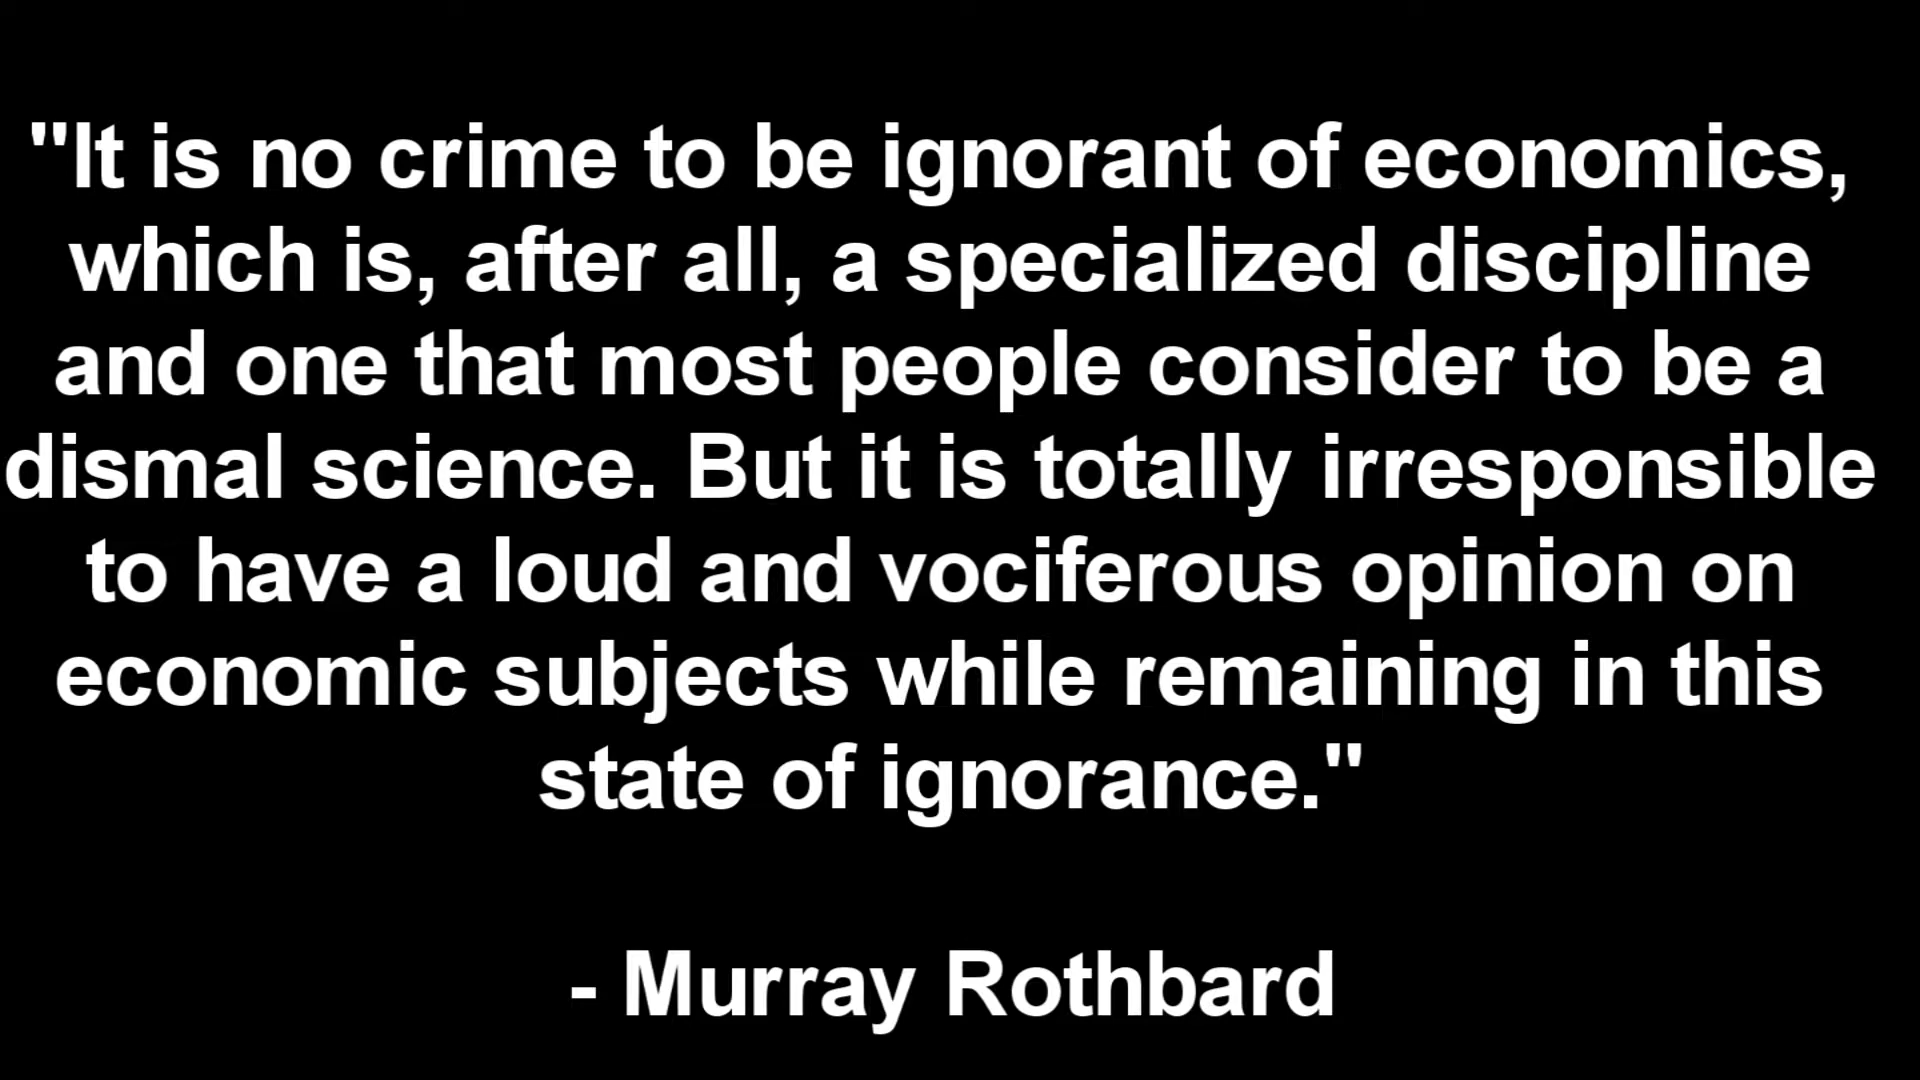 "It is no crime to be ignorant of economics,
which is, after all, a specialized discipline
and one that most people consider to be a
dismal science. But it is totally irresponsible
to have a loud and vociferous opinion on
economic subjects while remaining in this
state of ignorance."
- Murray Rothbard